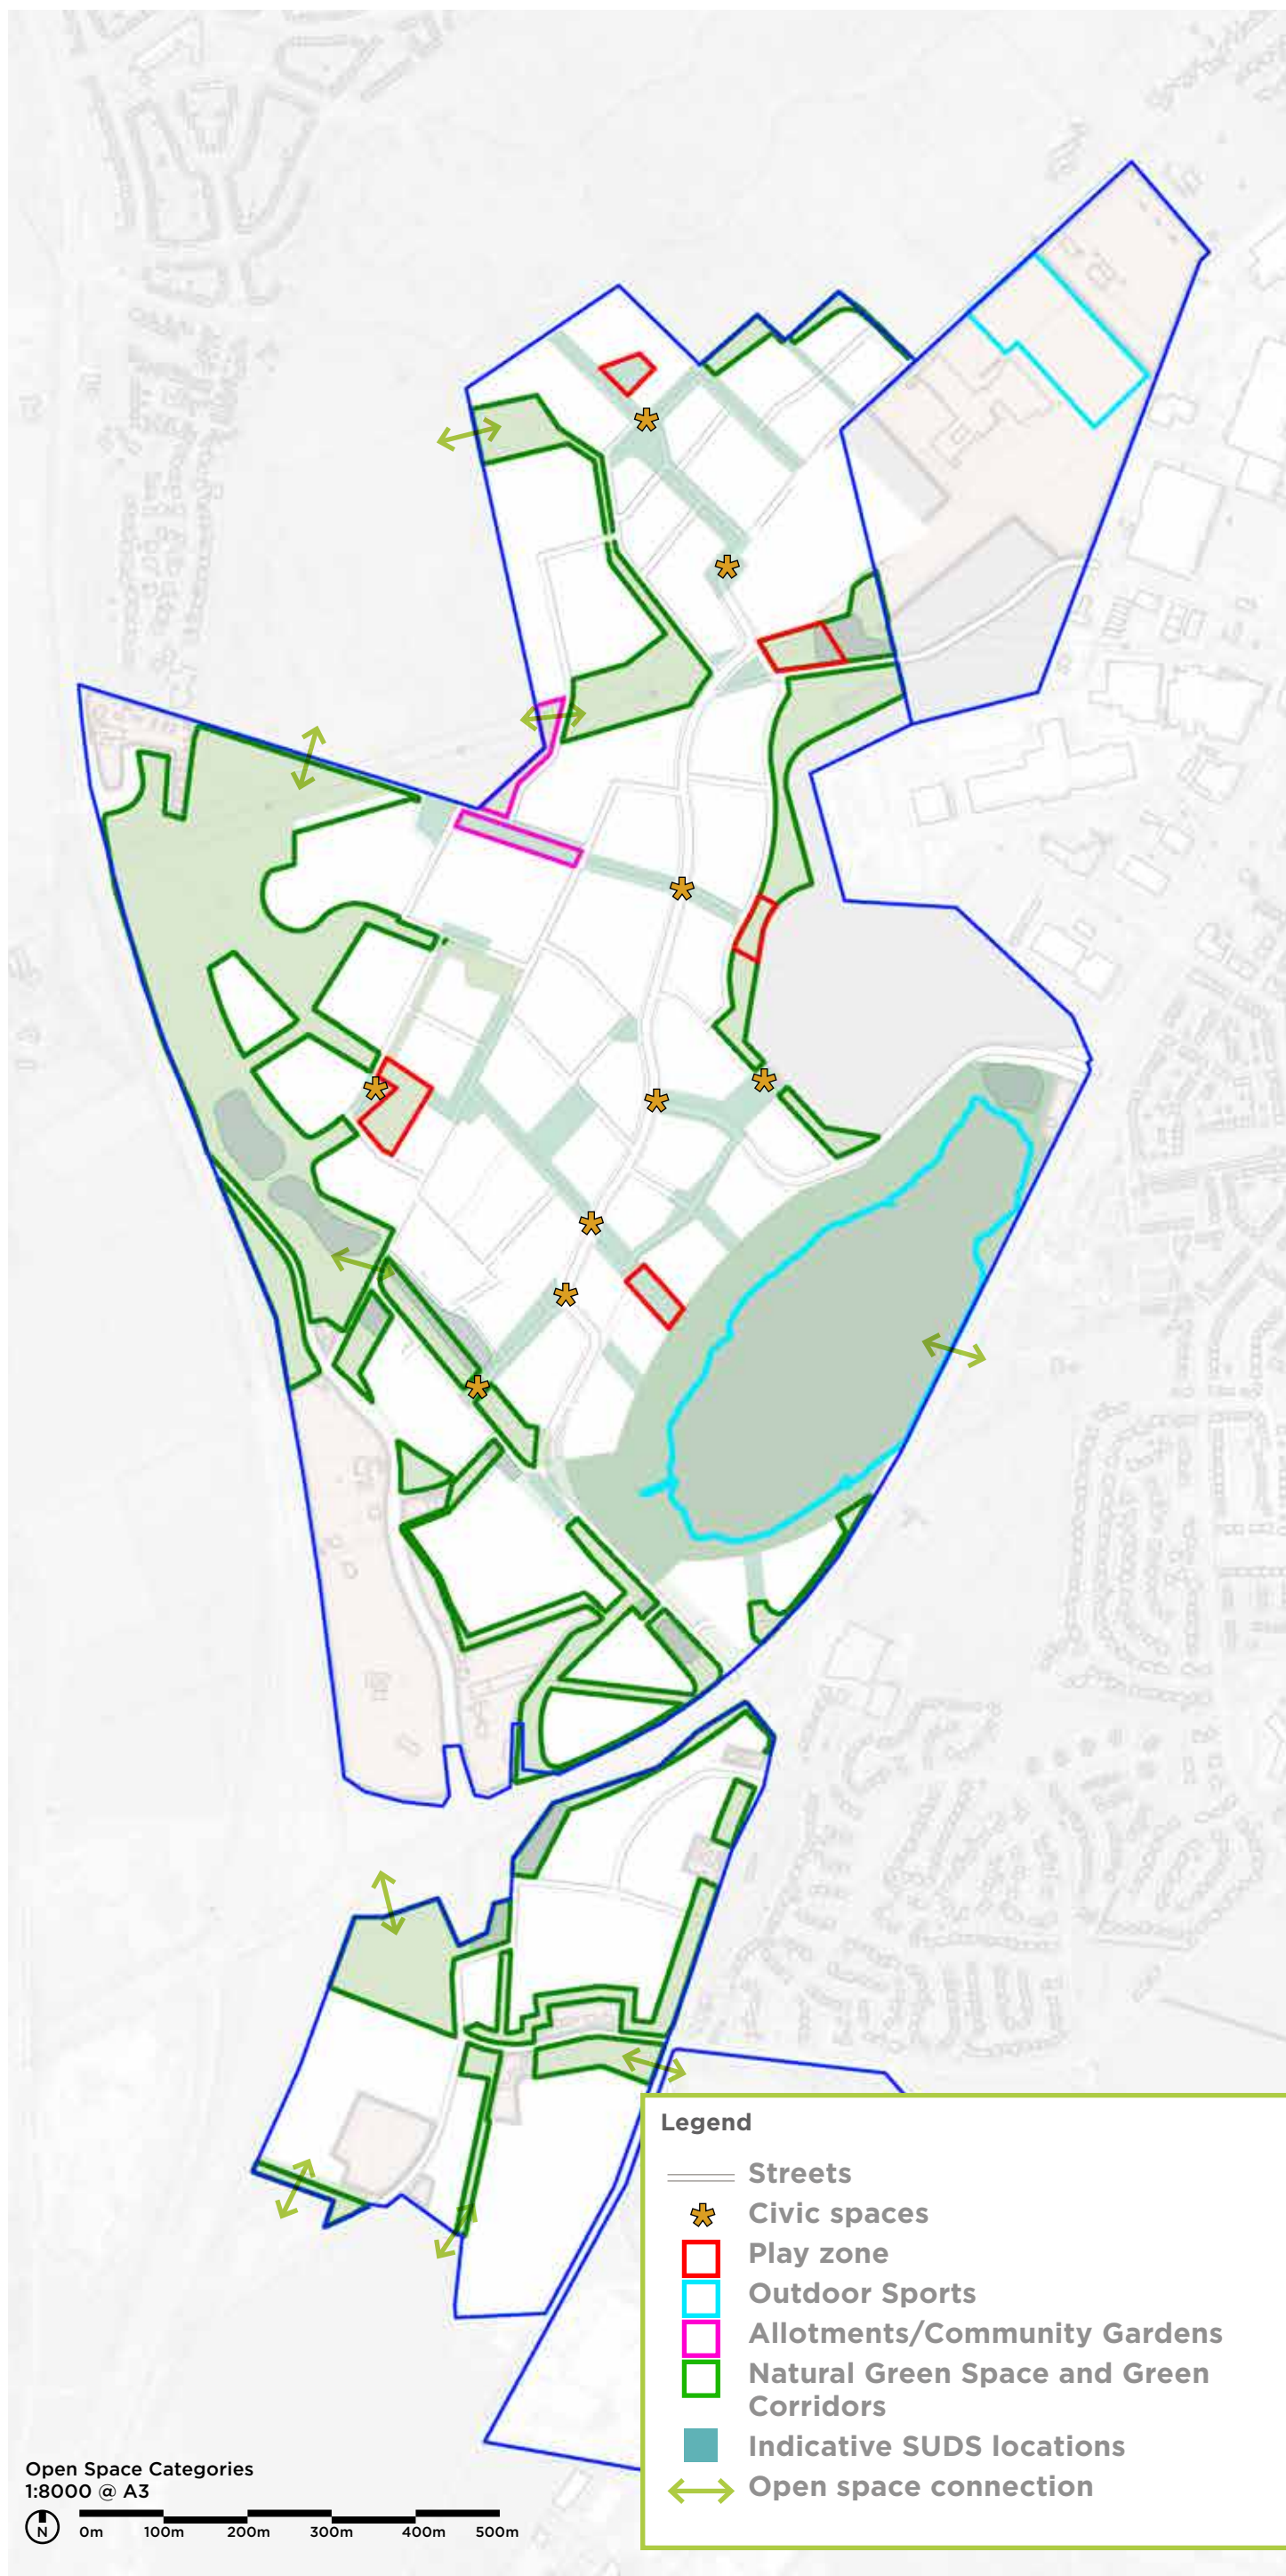 Legend
Streets
Civic spaces
Play zone
Outdoor Sports
Allotments/Community Gardens
Natural Green Space and Green
Corridors
Indicative SUDS locations
Open space connection
Open Space Categories
1:8000 @ A3
N
0m 100m 200m 300m 400m 500m